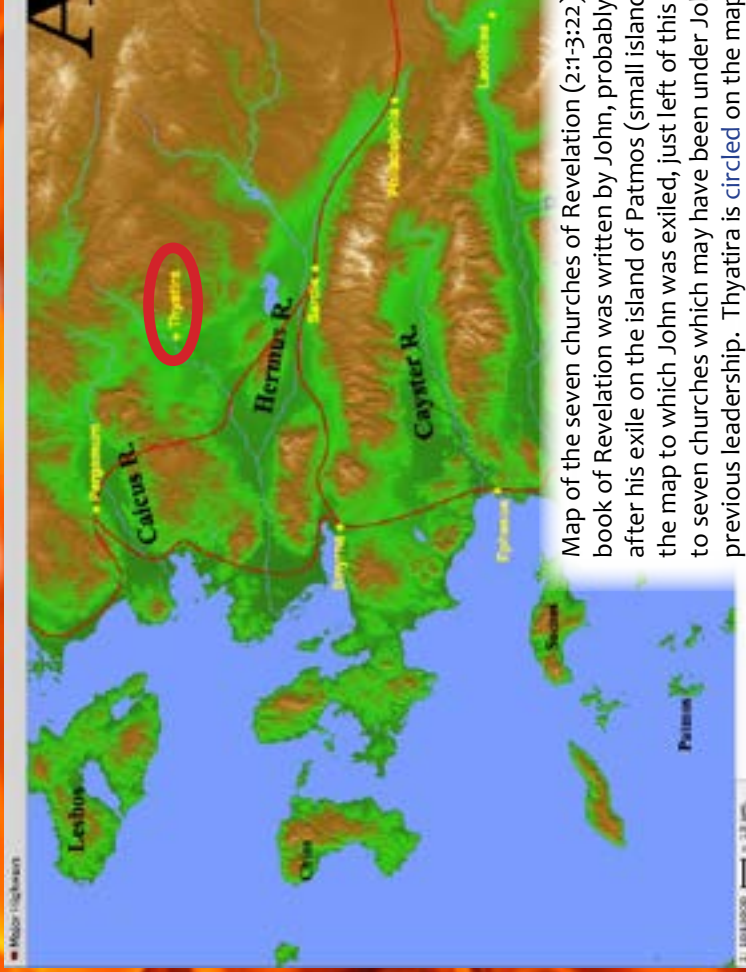 Major Highways
A
Pergamum
Caicus R.
Thyatira
Lesbos
Hermus R.
Sardis
Philadelphia
Smyrna
Chios
Cayster R.
Laodicea
Ephesus
Samos
Patmos
Map of the seven churches of Revelation (2:1-3:22)
book of Revelation was written by John, probably
after his exile on the island of Patmos (small island
the map to which John was exiled, just left of this
to seven churches which may have been under Jo
previous leadership. Thyatira is circled on the map